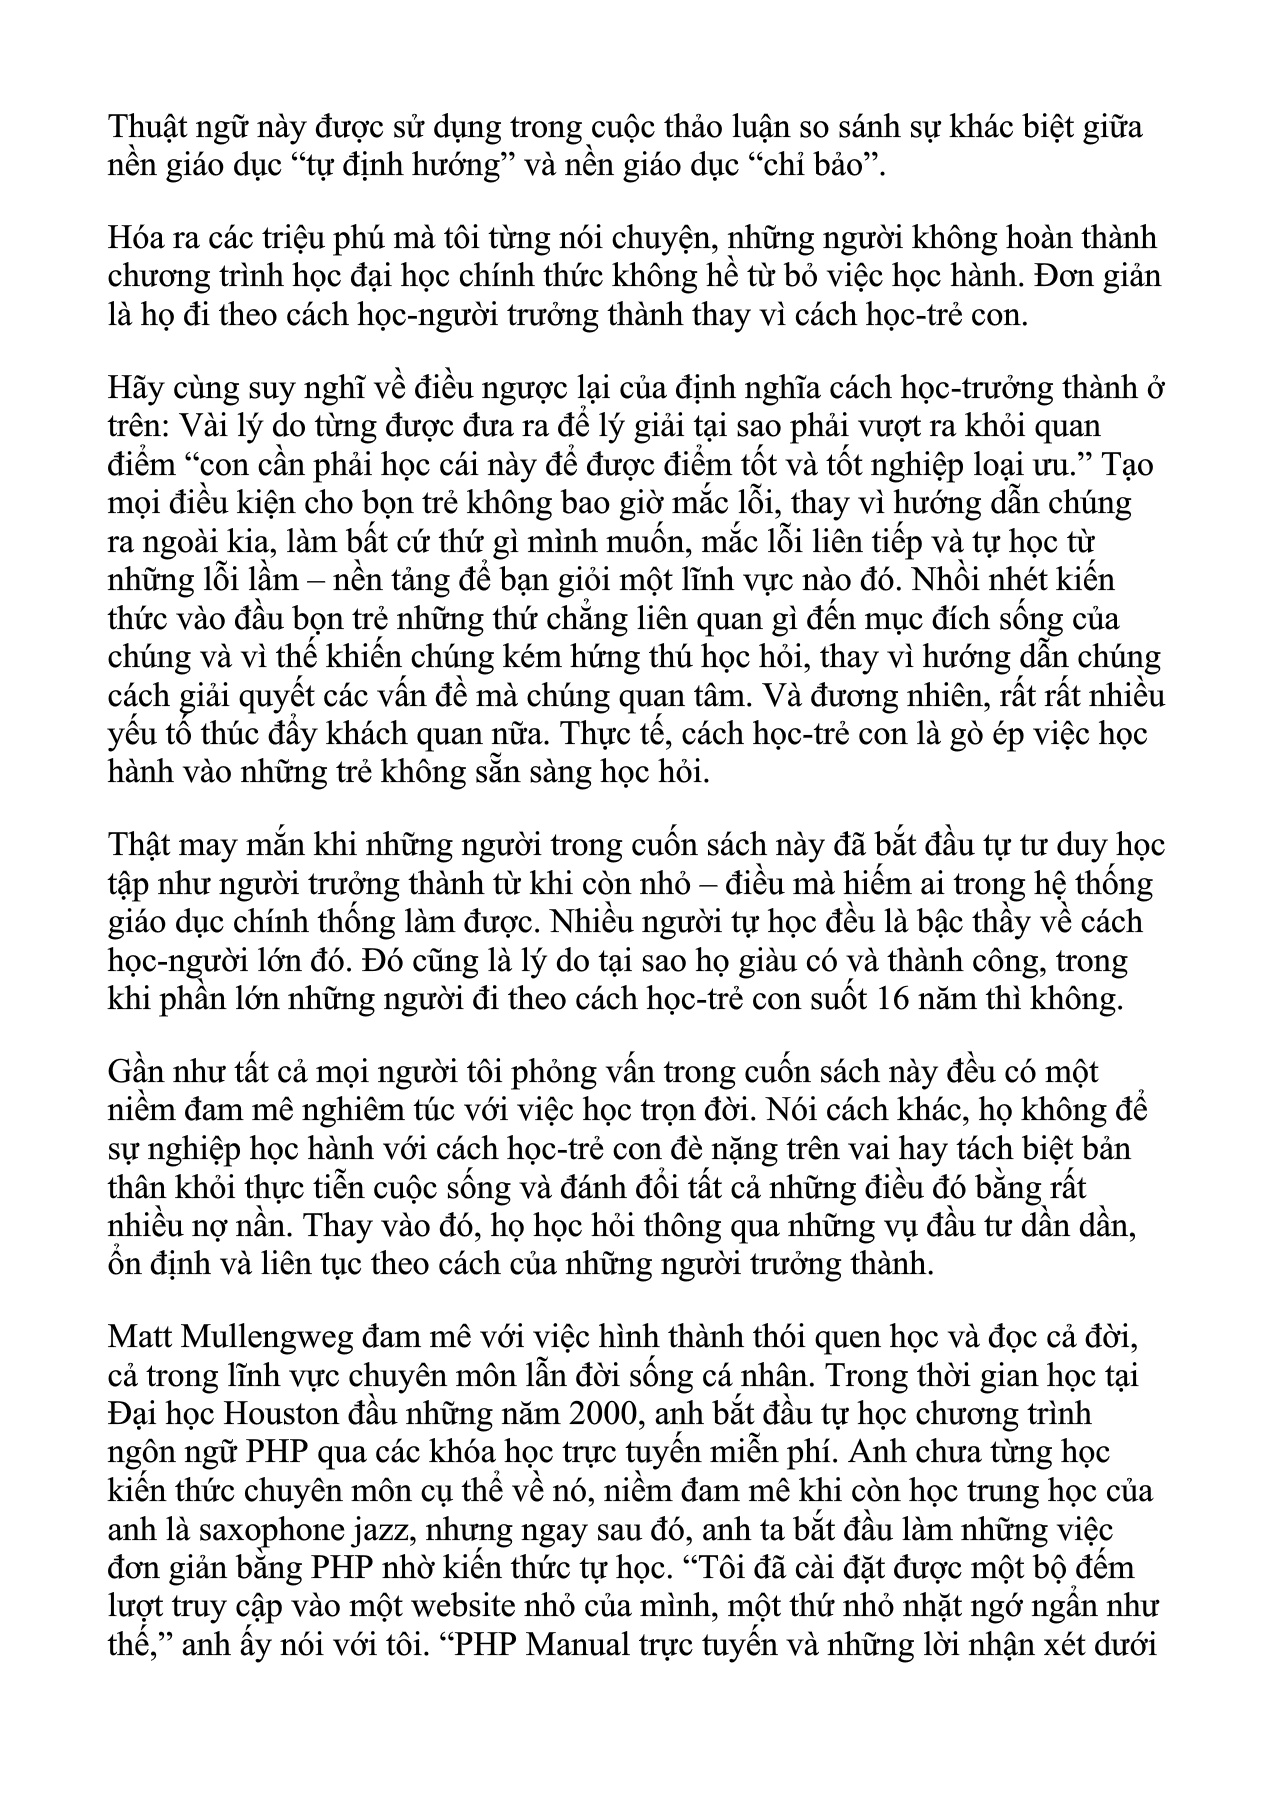 Thuật ngữ này được sử dụng trong cuộc thảo luận so sánh sự khác biệt giữa
nền giáo dục “tự định hướng” và nền giáo dục “chỉ bảo”.
Hóa ra các triệu phú mà tôi từng nói chuyện, những người không hoàn thành
chương trình học đại học chính thức không hề từ bỏ việc học hành. Đơn giản
là họ đi theo cách học-người trưởng thành thay vì cách học-trẻ con.
Hãy cùng suy nghĩ về điều ngược lại của định nghĩa cách học-trưởng thành ở
trên: Vài lý do từng được đưa ra để lý giải tại sao phải vượt ra khỏi quan
điểm “con cần phải học cái này để được điểm tốt và tốt nghiệp loại ưu.” Tạo
mọi điều kiện cho bọn trẻ không bao giờ mắc lỗi, thay vì hướng dẫn chúng
ra ngoài kia, làm bất cứ thứ gì mình muốn, mắc lỗi liên tiếp và tự học từ
những lỗi lầm – nền tảng để bạn giỏi một lĩnh vực nào đó. Nhồi nhét kiến
thức vào đầu bọn trẻ những thứ chẳng liên quan gì đến mục đích sống của
chúng và vì thế khiến chúng kém hứng thú học hỏi, thay vì hướng dẫn chúng
cách giải quyết các vấn đề mà chúng quan tâm. Và đương nhiên, rất rất nhiều
yếu tố thúc đẩy khách quan nữa. Thực tế, cách học-trẻ con là gò ép việc học
hành vào những trẻ không sẵn sàng học hỏi.
Thật may mắn khi những người trong cuốn sách này đã bắt đầu tự tư duy học
tập như người trưởng thành từ khi còn nhỏ – điều mà hiếm ai trong hệ thống
giáo dục chính thống làm được. Nhiều người tự học đều là bậc thầy về cách
học-người lớn đó. Đó cũng là lý do tại sao họ giàu có và thành công, trong
khi phần lớn những người đi theo cách học-trẻ con suốt 16 năm thì không.
Gần như tất cả mọi người tôi phỏng vấn trong cuốn sách này đều có một
niềm đam mê nghiêm túc với việc học trọn đời. Nói cách khác, họ không để
sự nghiệp học hành với cách học-trẻ con đè nặng trên vai hay tách biệt bản
thân khỏi thực tiễn cuộc sống và đánh đổi tất cả những điều đó bằng rất
nhiều nợ nần. Thay vào đó, họ học hỏi thông qua những vụ đầu tư dần dần,
ổn định và liên tục theo cách của những người trưởng thành.
Matt Mullengweg đam mê với việc hình thành thói quen học và đọc cả đời,
cả trong lĩnh vực chuyên môn lẫn đời sống cá nhân. Trong thời gian học tại
Đại học Houston đầu những năm 2000, anh bắt đầu tự học chương trình
ngôn ngữ PHP qua các khóa học trực tuyến miễn phí. Anh chưa từng học
kiến thức chuyên môn cụ thể về nó, niềm đam mê khi còn học trung học của
anh là saxophone jazz, nhưng ngay sau đó, anh ta bắt đầu làm những việc
đơn giản bằng PHP nhờ kiến thức tự học. “Tôi đã cài đặt được một bộ đếm
lượt truy cập vào một website nhỏ của mình, một thứ nhỏ nhặt ngớ ngẩn như
thế,” anh ấy nói với tôi. “PHP Manual trực tuyến và những lời nhận xét dưới